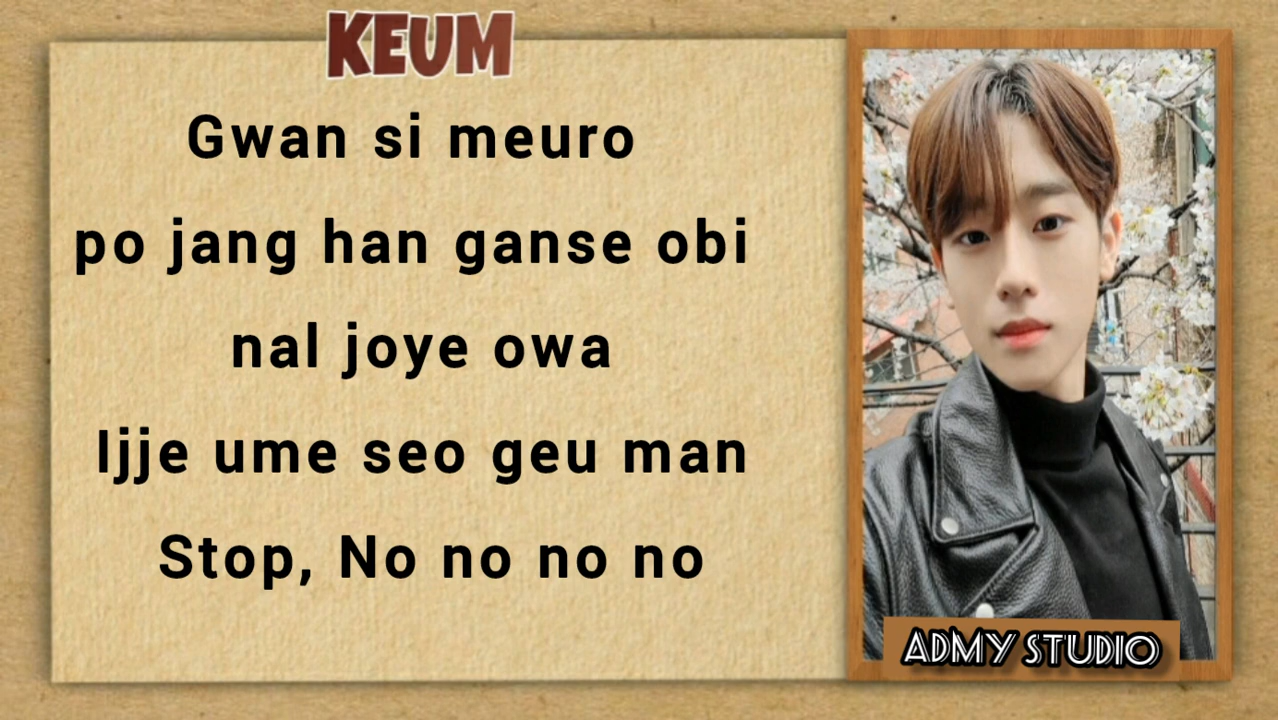 KEUM
Gwan si meuro
po jang han ganse obi
nal joye owa
Ijje ume seo geu man
Stop, No no no no
ADMY STUDIO